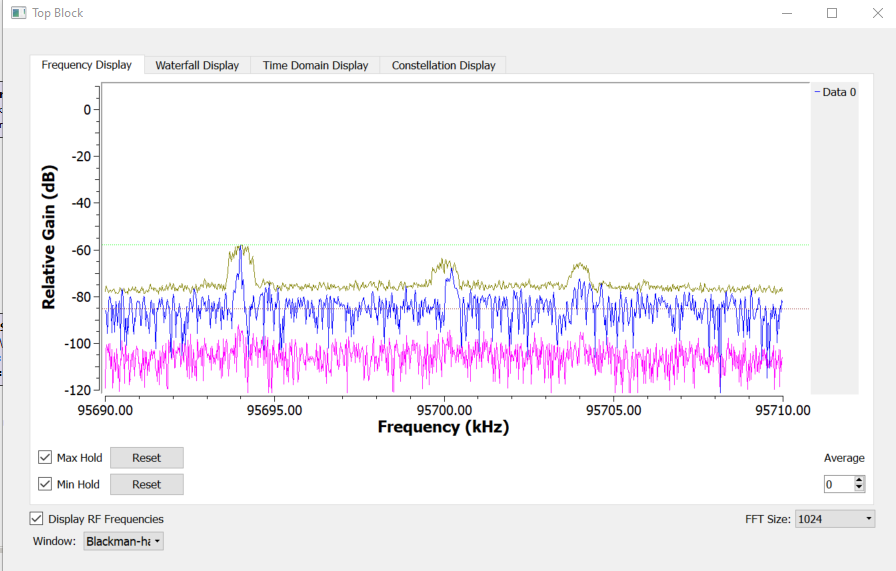 Top Block
Frequency Display Waterfall Display Time Domain Display Constellation Display
Data 0
Relative Gain (dB)
0
-20
-40
-60
-80
-100
-120
95690.00 95695.00 95700.00 95705.00 95710.00
Frequency (kHz)
Max Hold Reset
Average
Min Hold Reset
0
Display RF Frequencies
FFT Size: 1024
Window: Blackman-ha